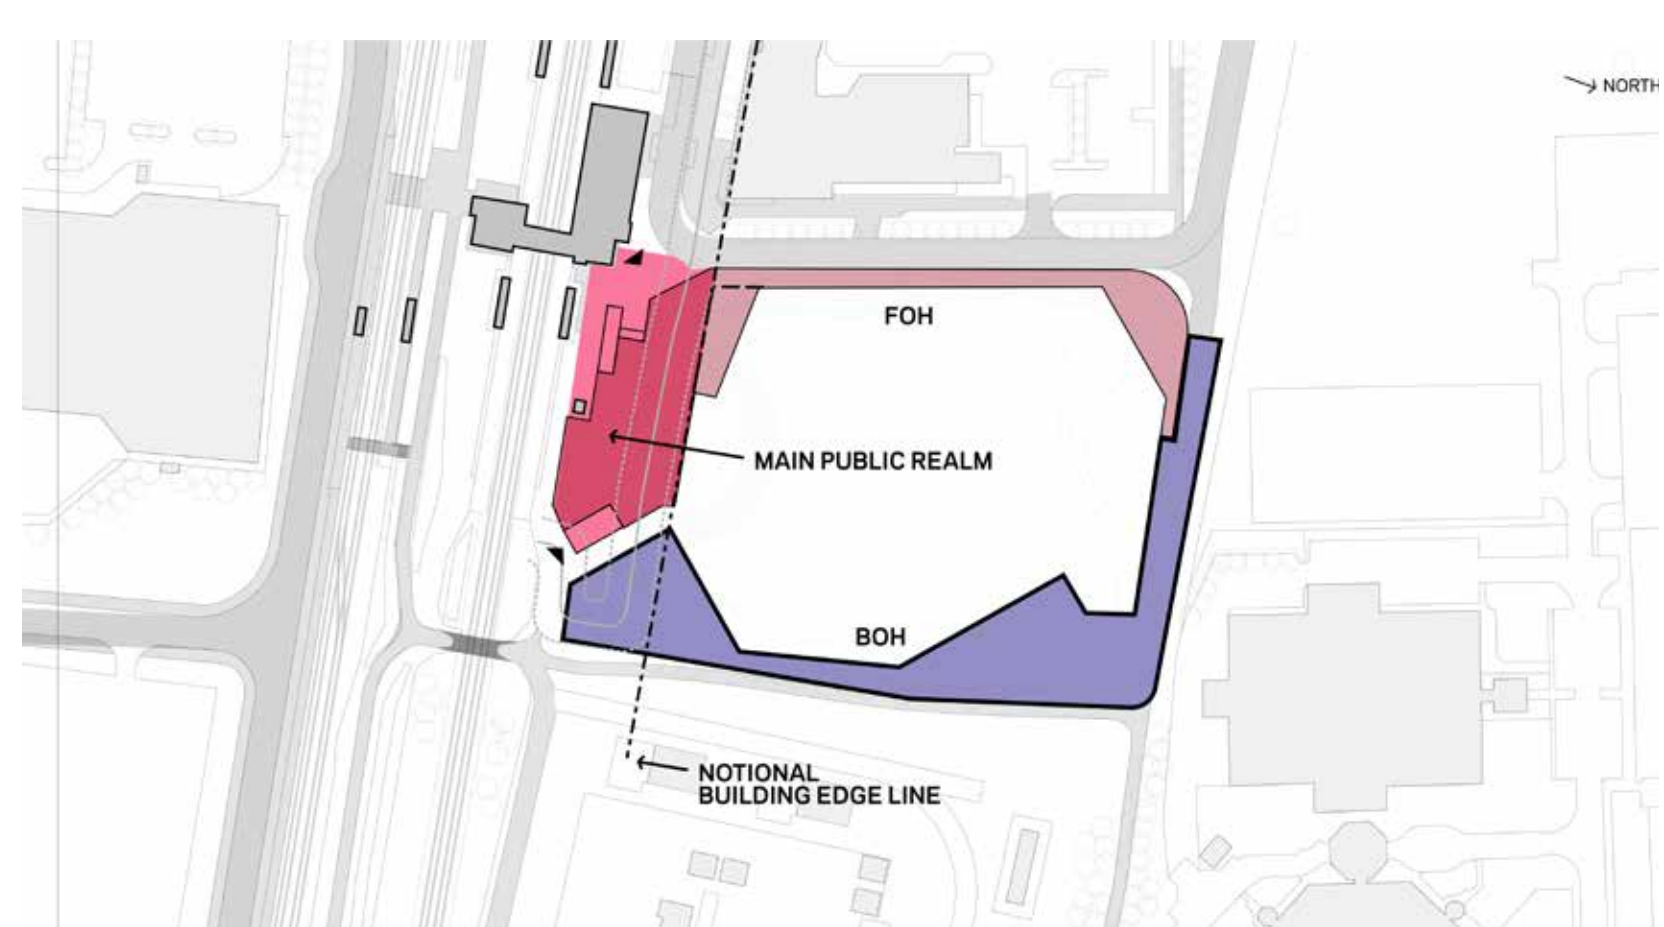 NORTH
FOH
MAIN PUBLIC REALM
BOH
NOTIONAL
BUILDING EDGE LINE